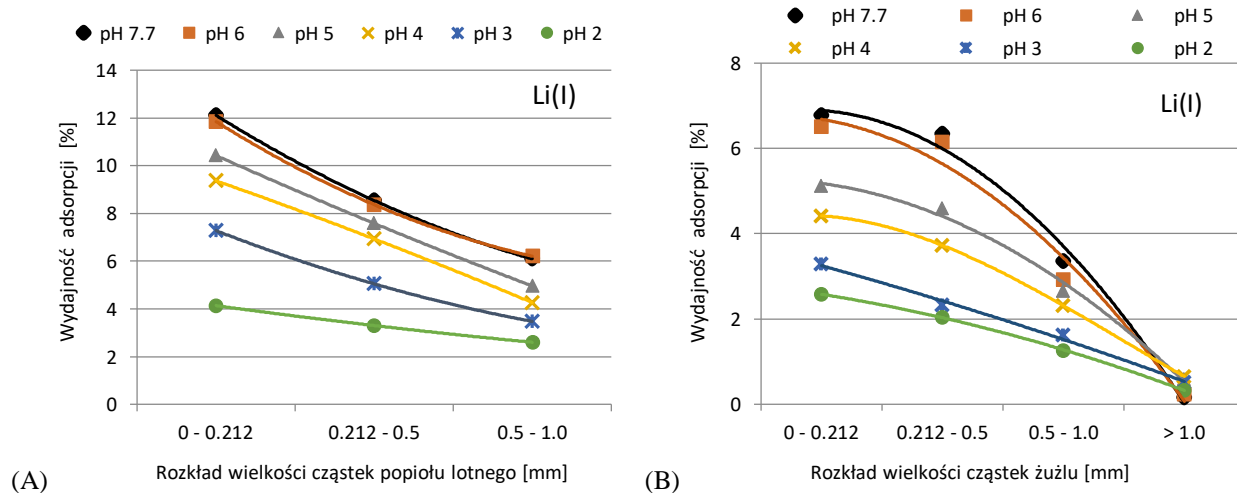 pH 7.7 pH 6 pH 5 pH 4 pH 3 pH 2
14
12
10
8
6
4
2
0
Li(I)
Wydajność adsorpcji [%]
0 - 0.212 0.212 - 0.5 0.5 - 1.0
Rozkład wielkości cząstek popiołu lotnego [mm]
(A)
pH 7.7 pH 6 pH 5
pH 4 pH 3 pH 2
8
6
4
2
0
Li(I)
Wydajność adsorpcji [%]
0 - 0.212 0.212 - 0.5 0.5 - 1.0 > 1.0
Rozkład wielkości cząstek żużlu [mm]
(B)